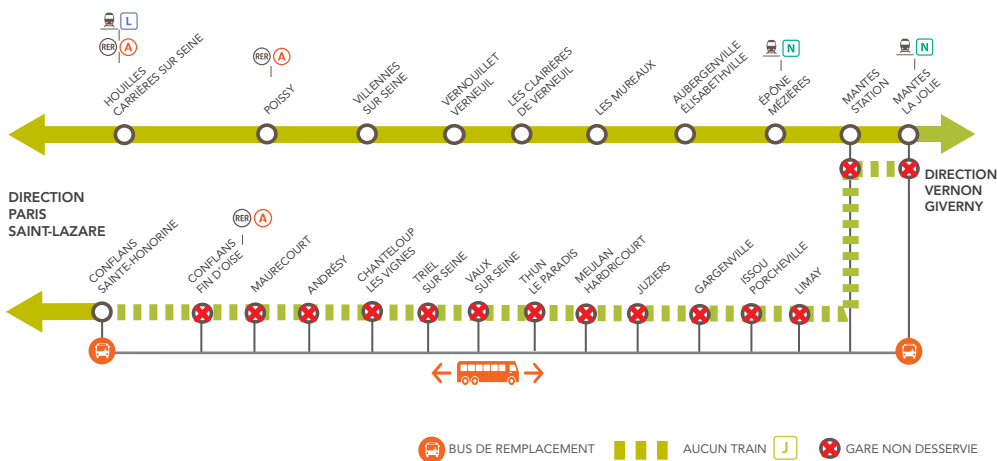 L
RER A
HOUILLES
CARRIÈRES SUR SEINE
RER A
POISSY
VILLENNES
SUR SEINE
VERNOUILLET
VERNEUIL
LES CLAIRIÈRES
DE VERNEUIL
LES MUREAUX
AUBERGENVILLE
ÉLISABETHVILLE
N
ÉPÔNE
MÉZIÈRES
MANTES
STATION
N
MANTES
LA JOLIE
DIRECTION
PARIS
SAINT-LAZARE
DIRECTION
VERNON
GIVERNY
CONFLANS
SAINTE-HONORINE
RER A
CONFLANS
FIN D'OISE
MAURECOURT
ANDRÉSY
CHANTELOUP
LES VIGNES
TRIEL
SUR SEINE
VAUX
SUR SEINE
THUN
LE PARADIS
MEULAN
HARDRICOURT
JUZIERS
GARGENVILLE
ISSOU
PORCHEVILLE
LIMAY
BUS DE REMPLACEMENT
AUCUN TRAIN J
GARE NON DESSERVIE